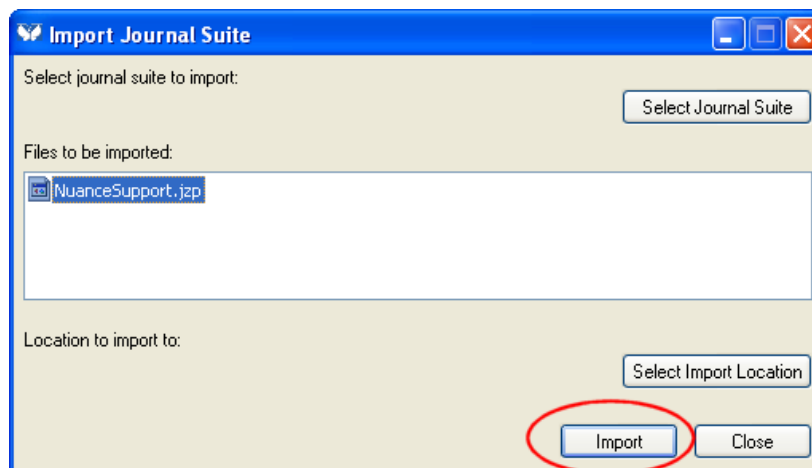 Import Journal Suite
Select journal suite to import:
Select Journal Suite
Files to be imported:
NuanceSupport.jzp
Location to import to:
Select Import Location
Import Close